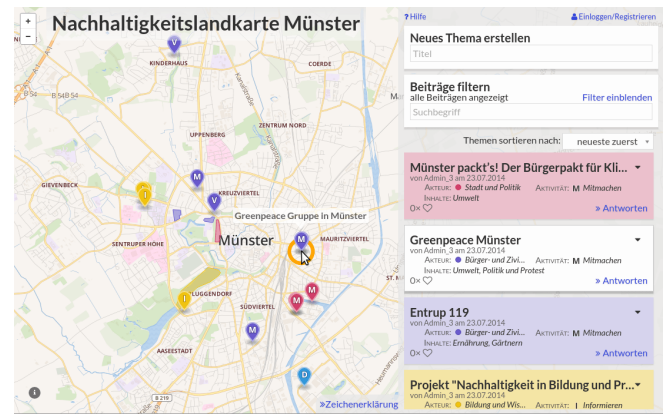 Nachhaltigkeitslandkarte Münster
+
-
V
KINDERHAUS
COERDE
Kanalstraße
B 54
B 54
B 54
ZENTRUM NORD
UPPENBERG
M
GIEVENBECK
I
KREUZVIERTEL
V
Greenpeace Gruppe in Münster
Münster
M
MAURITZVIERTEL
SENTRUPER HÖHE
I
PLUGGENDORF
SÜDVIERTEL
M
M
M
AASEESTADT
D
B 219
i
»Zeichenerklärung
? Hilfe
Einloggen/Registrieren
Neues Thema erstellen
Titel
Beiträge filtern
alle Beiträgen angezeigt
Filter einblenden
Suchbegriff
Themen sortieren nach:
neueste zuerst
Münster packt's! Der Bürgerpakt für Kli...
von Admin_3 am 23.07.2014
AKTEUR: Stadt und Politik AKTIVITÄT: M Mitmachen
INHALTE: Umwelt
0× » Antworten
Greenpeace Münster
von Admin_3 am 23.07.2014
AKTEUR: Bürger- und Zivi... AKTIVITÄT: M Mitmachen
INHALTE: Umwelt, Politik und Protest
0× » Antworten
Entrup 119
von Admin_3 am 23.07.2014
AKTEUR: Bürger- und Zivi... AKTIVITÄT: M Mitmachen
INHALTE: Ernährung, Gärtnern
0× » Antworten
Projekt "Nachhaltigkeit in Bildung und Pr...
von Admin_3 am 23.07.2014
AKTEUR: Bildung und Wis... AKTIVITÄT: I Informieren